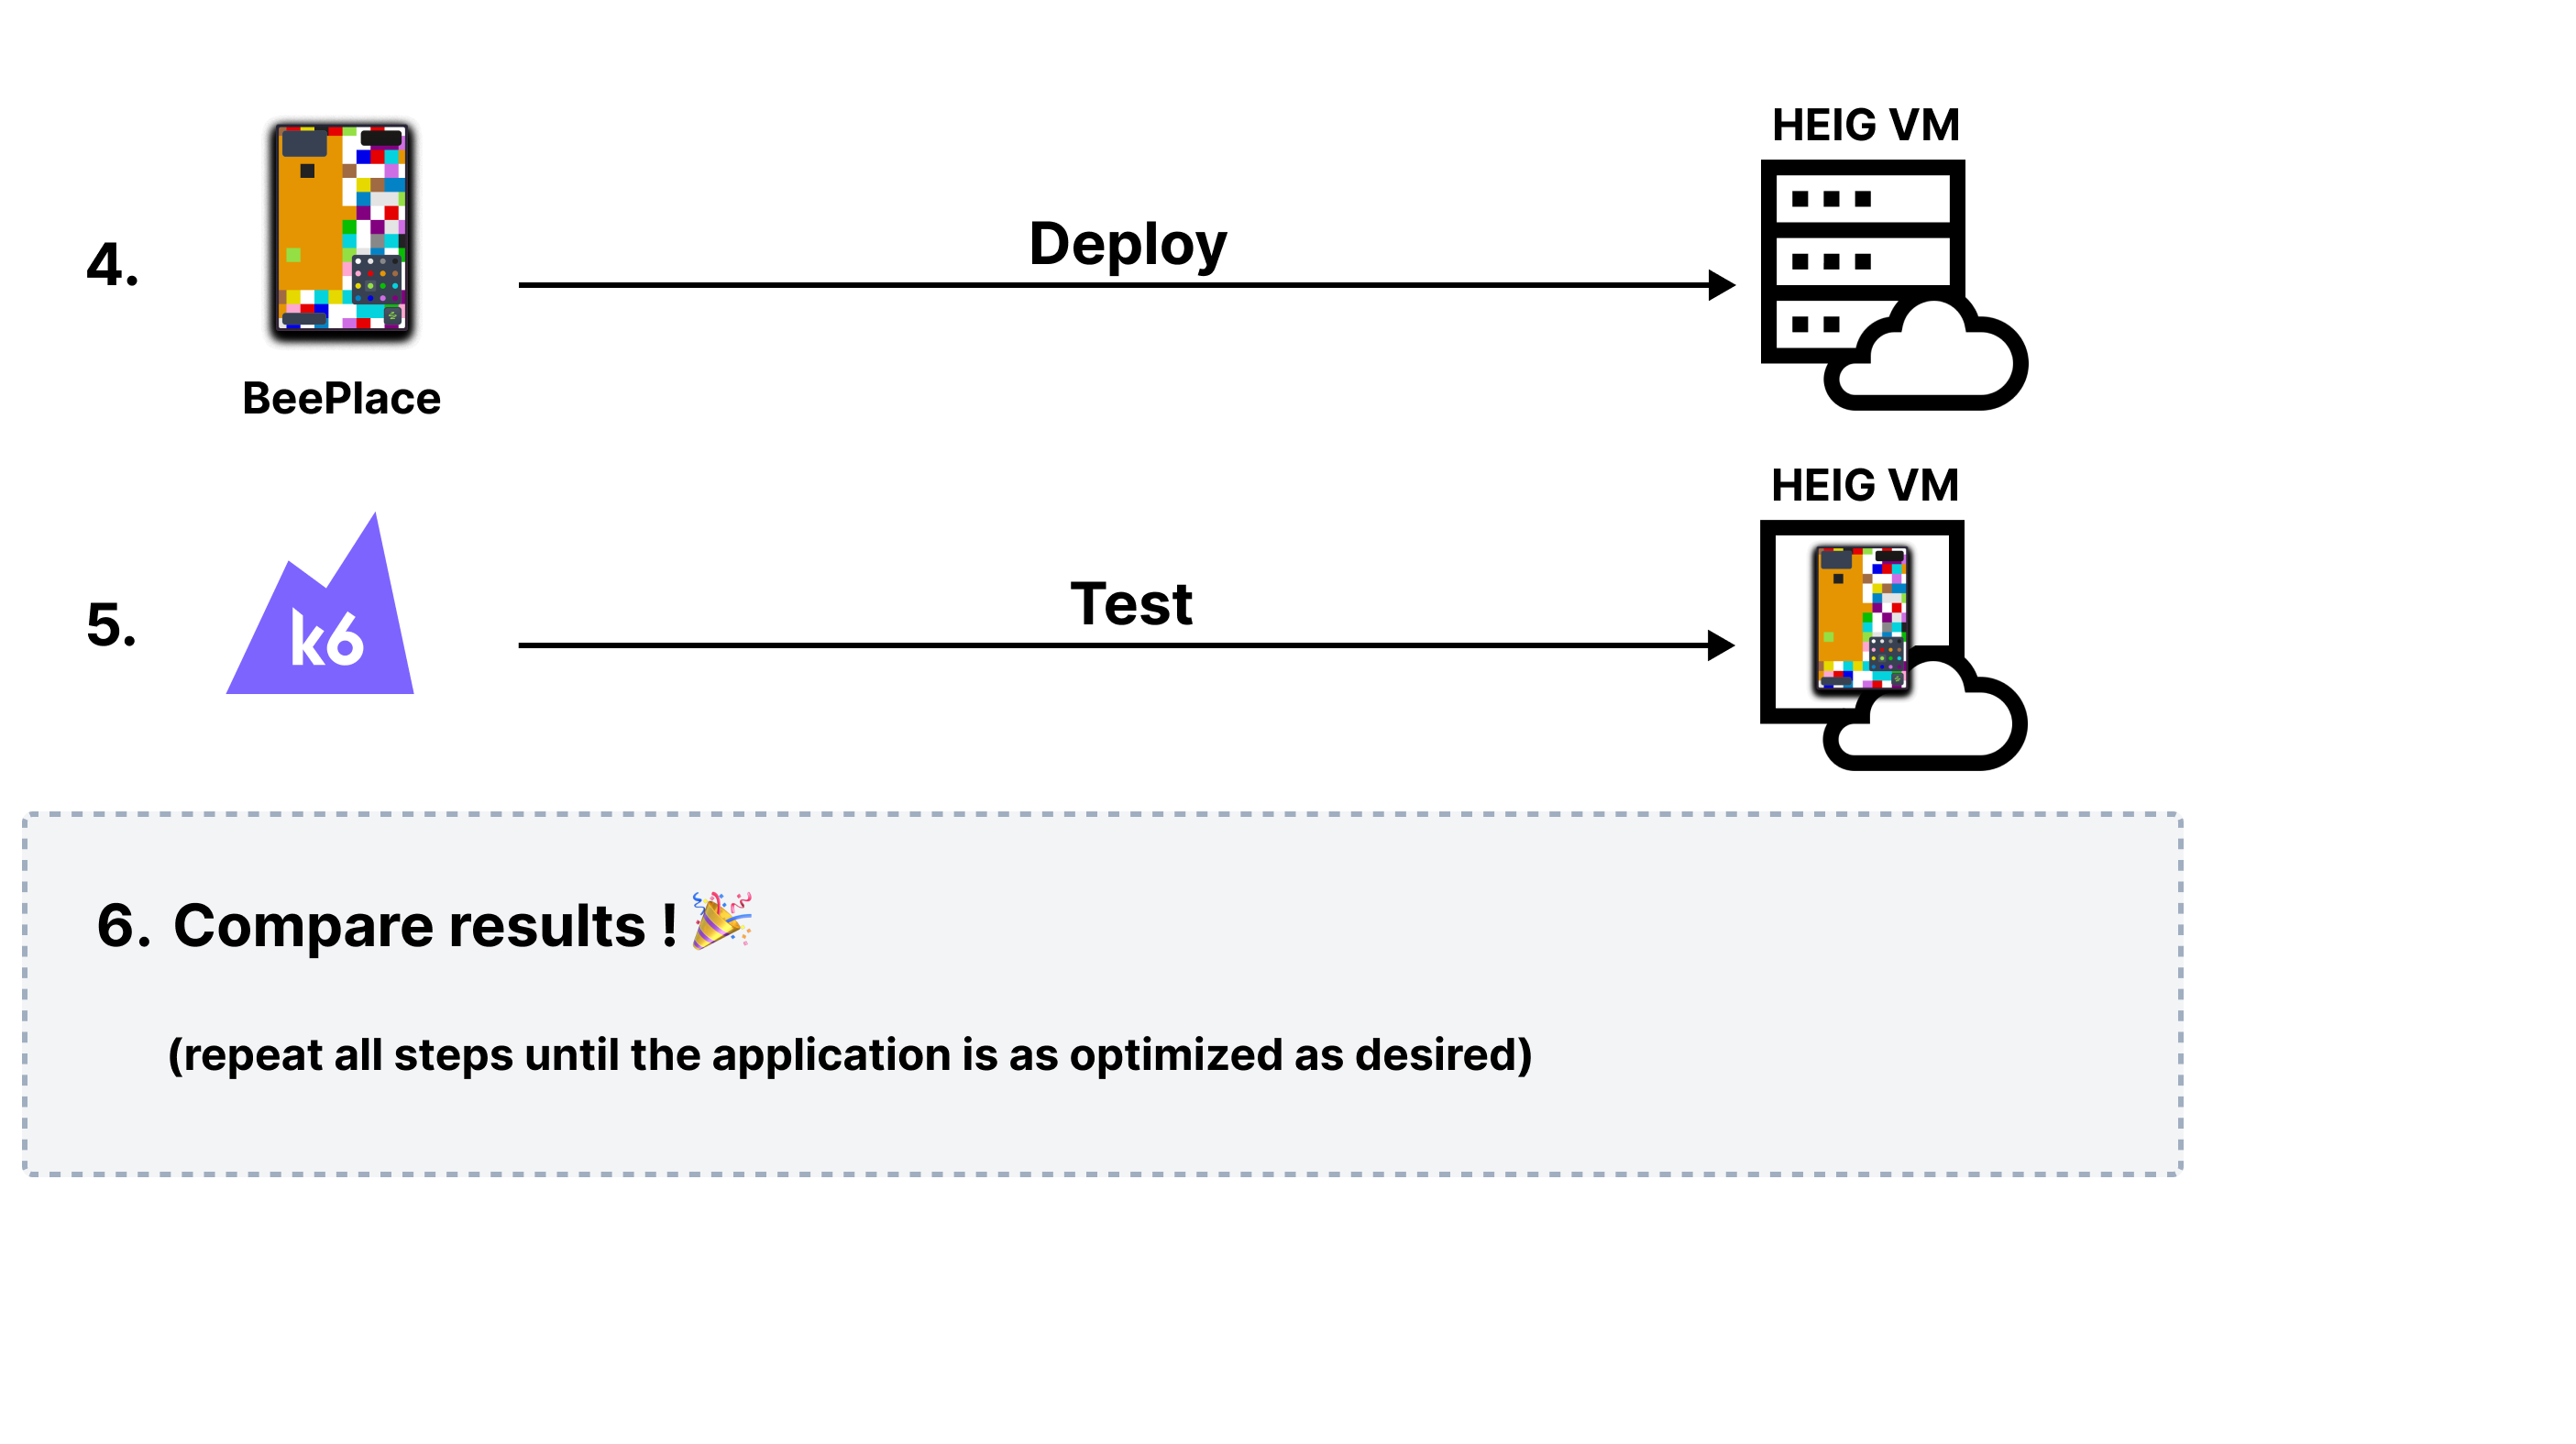 HEIG VM
4.
Deploy
BeePlace
HEIG VM
5.
k6
Test
6. Compare results ! 🎉
(repeat all steps until the application is as optimized as desired)